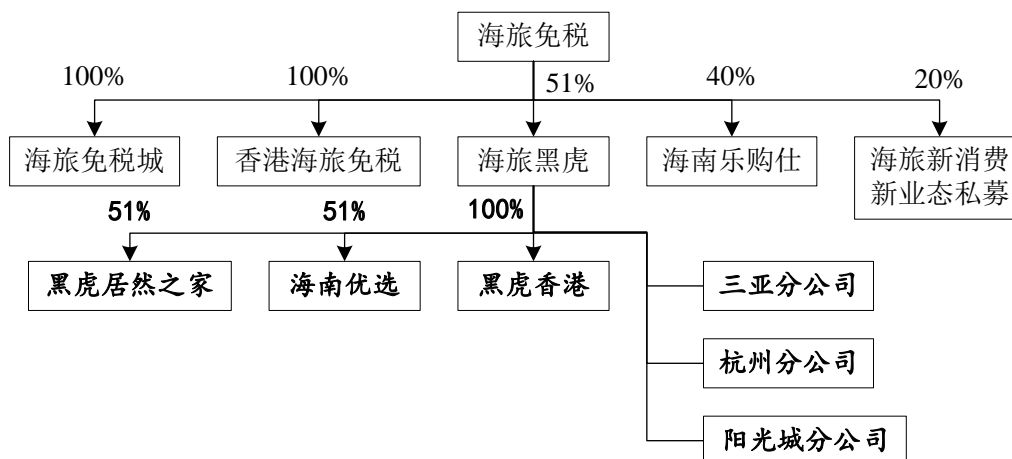 海旅免税
100%
100%
51%
40%
20%
海旅免税城
香港海旅免税
海旅黑虎
海南乐购仕
海旅新消费
新业态私募
51%
51%
100%
黑虎居然之家
海南优选
黑虎香港
三亚分公司
杭州分公司
阳光城分公司